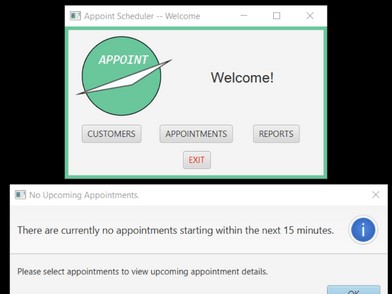 Appoint Scheduler -- Welcome
APPOINT
Welcome!
CUSTOMERS
APPOINTMENTS
REPORTS
EXIT
No Upcoming Appointments.
There are currently no appointments starting within the next 15 minutes.
i
Please select appointments to view upcoming appointment details.
OK